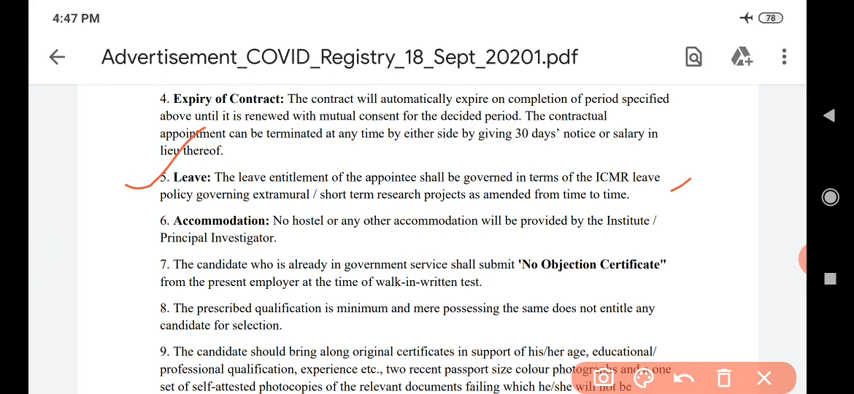 4:47 PM
78
Advertisement_COVID_Registry_18_Sept_20201.pdf
4. Expiry of Contract: The contract will automatically expire on completion of period specified
above until it is renewed with mutual consent for the decided period. The contractual
appointment can be terminated at any time by either side by giving 30 days' notice or salary in
lieu thereof.
5. Leave: The leave entitlement of the appointee shall be governed in terms of the ICMR leave
policy governing extramural / short term research projects as amended from time to time.
6. Accommodation: No hostel or any other accommodation will be provided by the Institute /
Principal Investigator.
7. The candidate who is already in government service shall submit 'No Objection Certificate"
from the present employer at the time of walk-in-written test.
8. The prescribed qualification is minimum and mere possessing the same does not entitle any
candidate for selection.
9. The candidate should bring along original certificates in support of his/her age, educational/
professional qualification, experience etc., two recent passport size colour photographs and one
set of self-attested photocopies of the relevant documents failing which he/she will not be